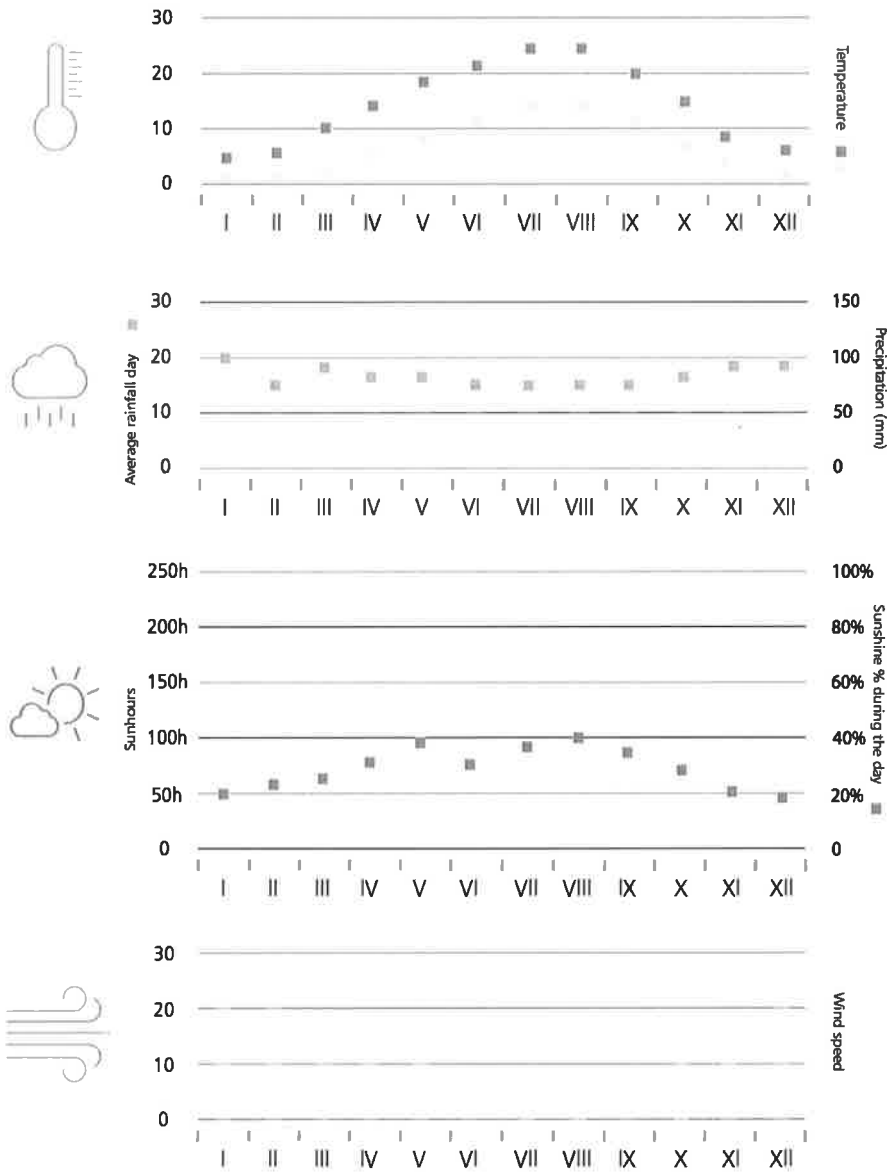 30
20
10
0
Temperature
I II III IV V VI VII VIII IX X XI XII
30
20
10
0
Average rainfall day
150
100
50
0
Precipitation (mm)
I II III IV V VI VII VIII IX X XI XII
250h
200h
150h
100h
50h
0
Sunhours
100%
80%
60%
40%
20%
0
Sunshine % during the day
I II III IV V VI VII VIII IX X XI XII
30
20
10
0
Wind speed
I II III IV V VI VII VIII IX X XI XII